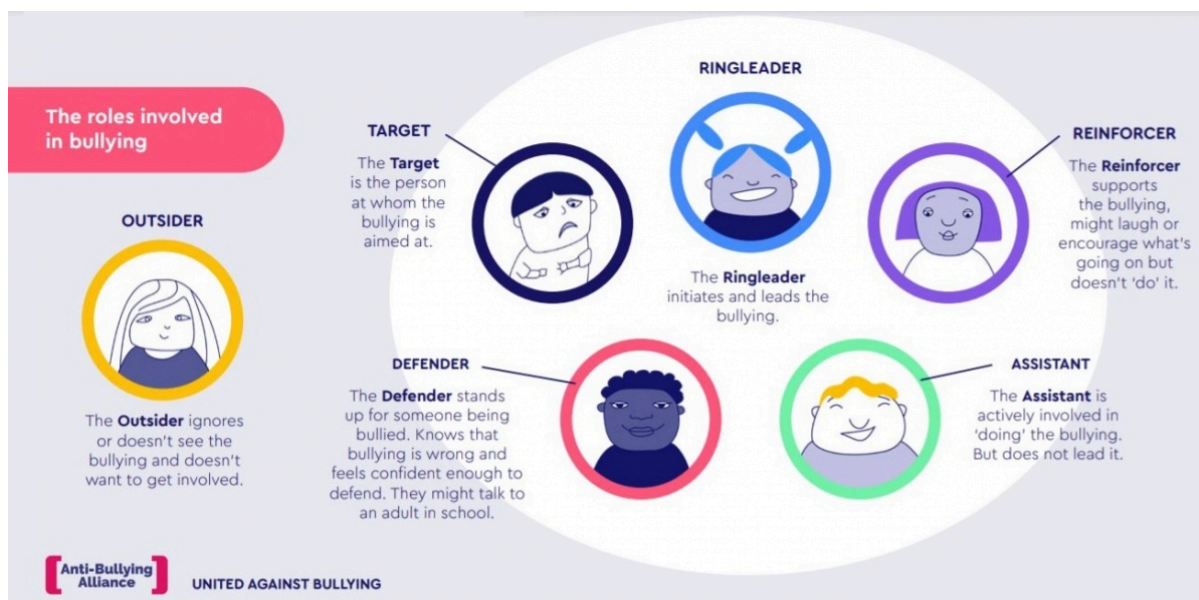 The roles involved
in bullying
OUTSIDER
The Outsider ignores
or doesn't see the
bullying and doesn't
want to get involved.
TARGET
The Target
is the person
at whom the
bullying is
aimed at.
RINGLEADER
The Ringleader
initiates and leads the
bullying.
REINFORCER
The Reinforcer
supports
the bullying,
might laugh or
encourage what's
going on but
doesn't 'do' it.
DEFENDER
The Defender stands
up for someone being
bullied. Knows that
bullying is wrong and
feels confident enough to
defend. They might talk to
an adult in school.
ASSISTANT
The Assistant is
actively involved in
'doing' the bullying.
But does not lead it.
Anti-Bullying
Alliance
UNITED AGAINST BULLYING